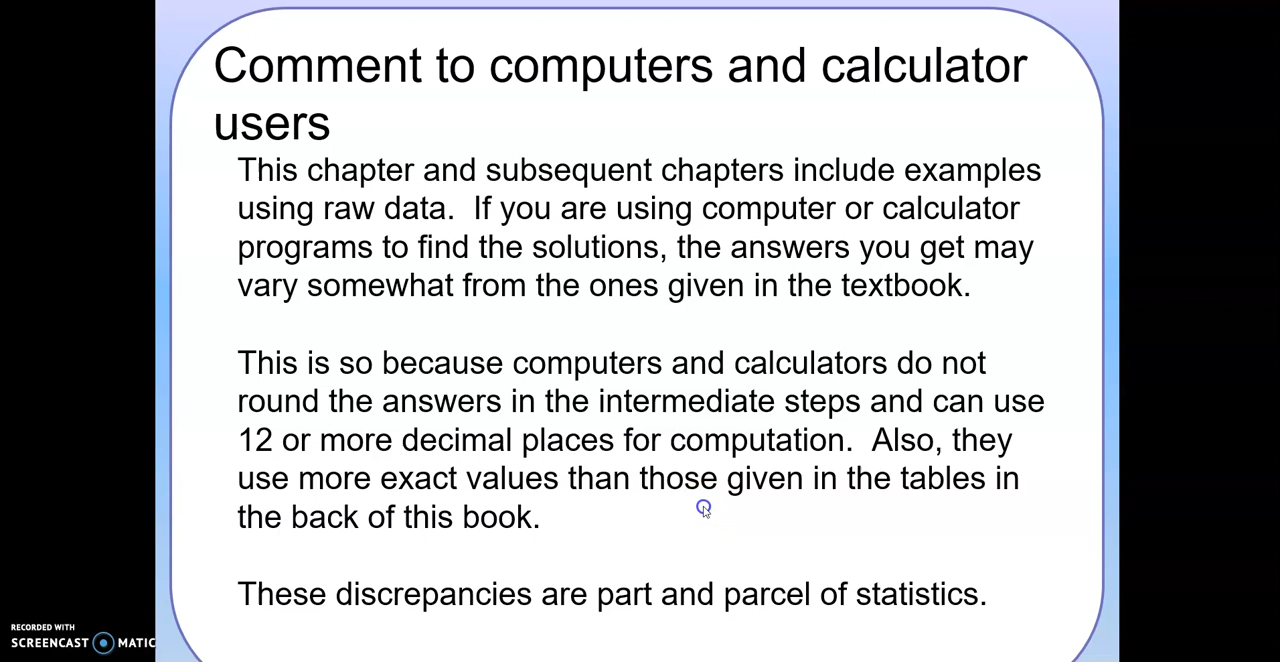 Comment to computers and calculator
users
This chapter and subsequent chapters include examples
using raw data.  If you are using computer or calculator
programs to find the solutions, the answers you get may
vary somewhat from the ones given in the textbook.
This is so because computers and calculators do not
round the answers in the intermediate steps and can use
12 or more decimal places for computation.  Also, they
use more exact values than those given in the tables in
the back of this book.
These discrepancies are part and parcel of statistics.
RECORDED WITH
SCREENCAST MATIC